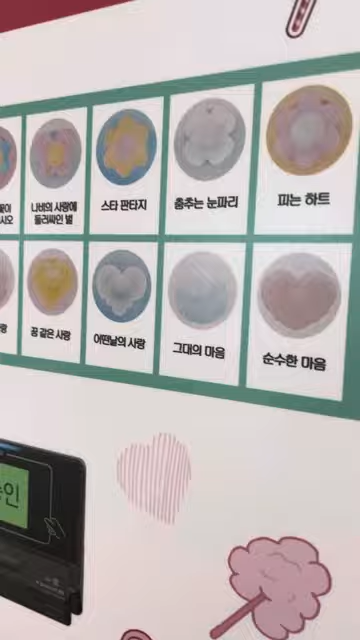 나비의 사랑에
둘러싸인 별
스타 판타지
춤추는 눈파리
피는 하트
꿈 같은 사랑
어떤날의 사랑
그대의 마음
순수한 마음